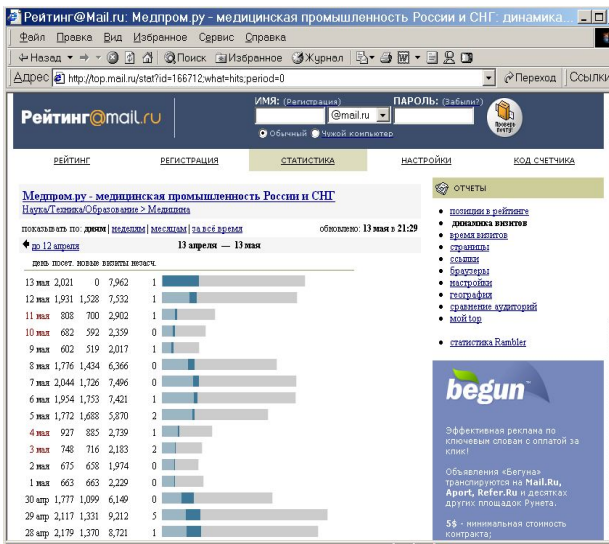 Рейтинг@Mail.ru: Медпром.ру - медицинская промышленность России и СНГ: динамика...
Файл Правка Вид Избранное Сервис Справка
Назад Поиск Избранное Журнал
Адрес http://top.mail.ru/stat?id=166712;what=hits;period=0 Переход Ссылки
Рейтинг@mail.ru
ИМЯ: (Регистрация) ПАРОЛЬ: (Забыли?)
@mail.ru
Обычный Чужой компьютер
Проверь почту!
РЕЙТИНГ РЕГИСТРАЦИЯ СТАТИСТИКА НАСТРОЙКИ КОД СЧЕТЧИКА
Медпром.ру - медицинская промышленность России и СНГ
Наука/Техника/Образование > Медицина
показывать по: дням | неделям | месяцам | за всё время обновлено: 13 мая в 21:29
по 12 апреля 13 апреля — 13 мая
день посет. новые визиты незасч.
13 мая 2,021 0 7,962 1
12 мая 1,931 1,528 7,532 1
11 мая 808 700 2,902 1
10 мая 682 592 2,359 0
9 мая 602 519 2,017 1
8 мая 1,776 1,434 6,366 0
7 мая 2,044 1,726 7,496 0
6 мая 1,954 1,753 7,421 1
5 мая 1,772 1,688 5,870 2
4 мая 927 885 2,739 1
3 мая 748 716 2,183 2
2 мая 675 658 1,974 0
1 мая 663 663 2,229 0
30 апр 1,777 1,099 6,149 0
29 апр 2,117 1,331 9,212 5
28 апр 2,179 1,370 8,721 1
ОТЧЕТЫ
позиции в рейтинге
динамика визитов
время визитов
страницы
ссылки
браузеры
настройки
география
сравнение аудиторий
мой top
статистика Rambler
begun
Эффективная реклама по
ключевым словам с оплатой за
клик!
Объявления «Бегуна»
транслируются на Mail.Ru,
Aport, Refer.Ru и десятках
других площадок Рунета.
5$ - минимальная стоимость
контракта;